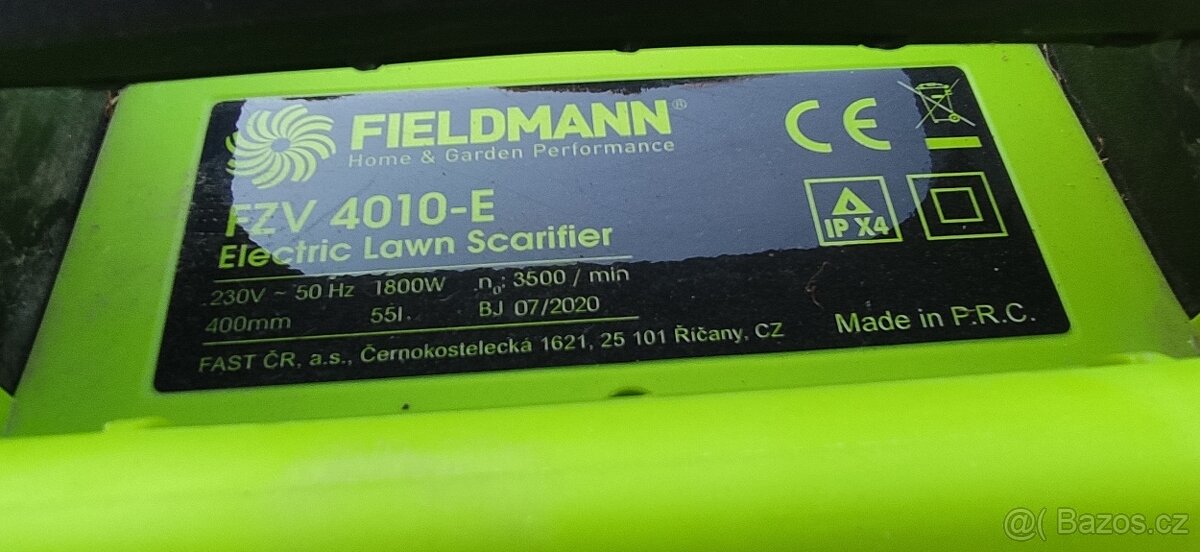 FIELDMANN®
Home & Garden Performance
CE
FZV 4010-E
Electric Lawn Scarifier
IP X4
230V ~ 50 Hz 1800W n₀: 3500 / min
400mm 55l. BJ 07/2020
FAST ČR, a.s., Černokostelecká 1621, 25 101 Říčany, CZ
Made in P.R.C.
@( Bazos.cz